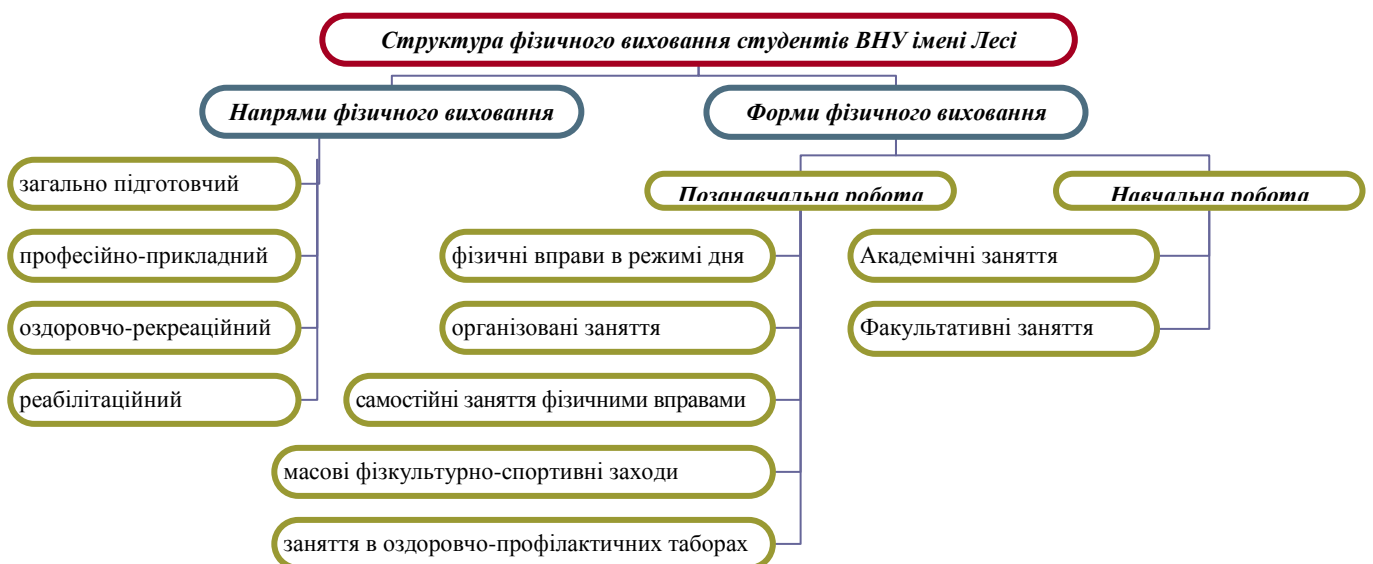 Структура фізичного виховання студентів ВНУ імені Лесі
Напрями фізичного виховання
Форми фізичного виховання
загально підготовчий
професійно-прикладний
оздоровчо-рекреаційний
реабілітаційний
Позанавчальна робота
фізичні вправи в режимі дня
організовані заняття
самостійні заняття фізичними вправами
масові фізкультурно-спортивні заходи
заняття в оздоровчо-профілактичних таборах
Навчальна робота
Академічні заняття
Факультативні заняття